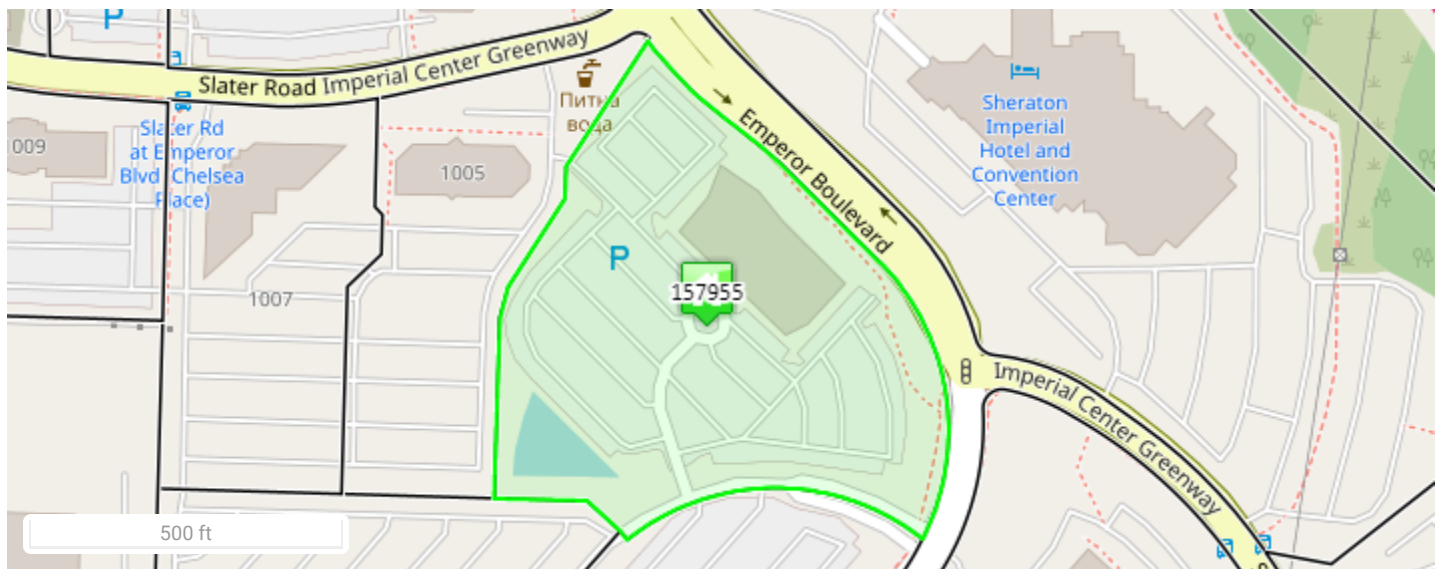 P
Slater Road Imperial Center Greenway
Питна
вода
Emperor Boulevard
Sheraton
Imperial
Hotel and
Convention
Center
Slater Rd
at Emperor
Blvd (Chelsea
Place)
1009
1005
P
157955
1007
Imperial Center Greenway
500 ft